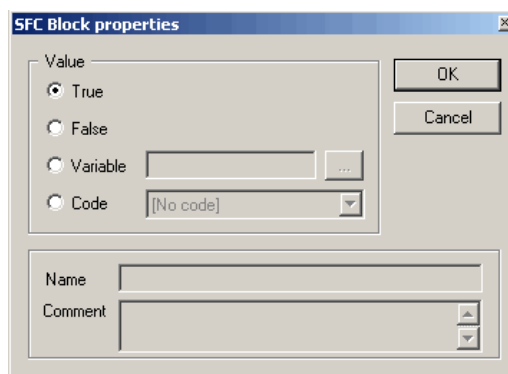 SFC Block properties
Value
True
False
Variable
...
Code
[No code]
OK
Cancel
Name
Comment